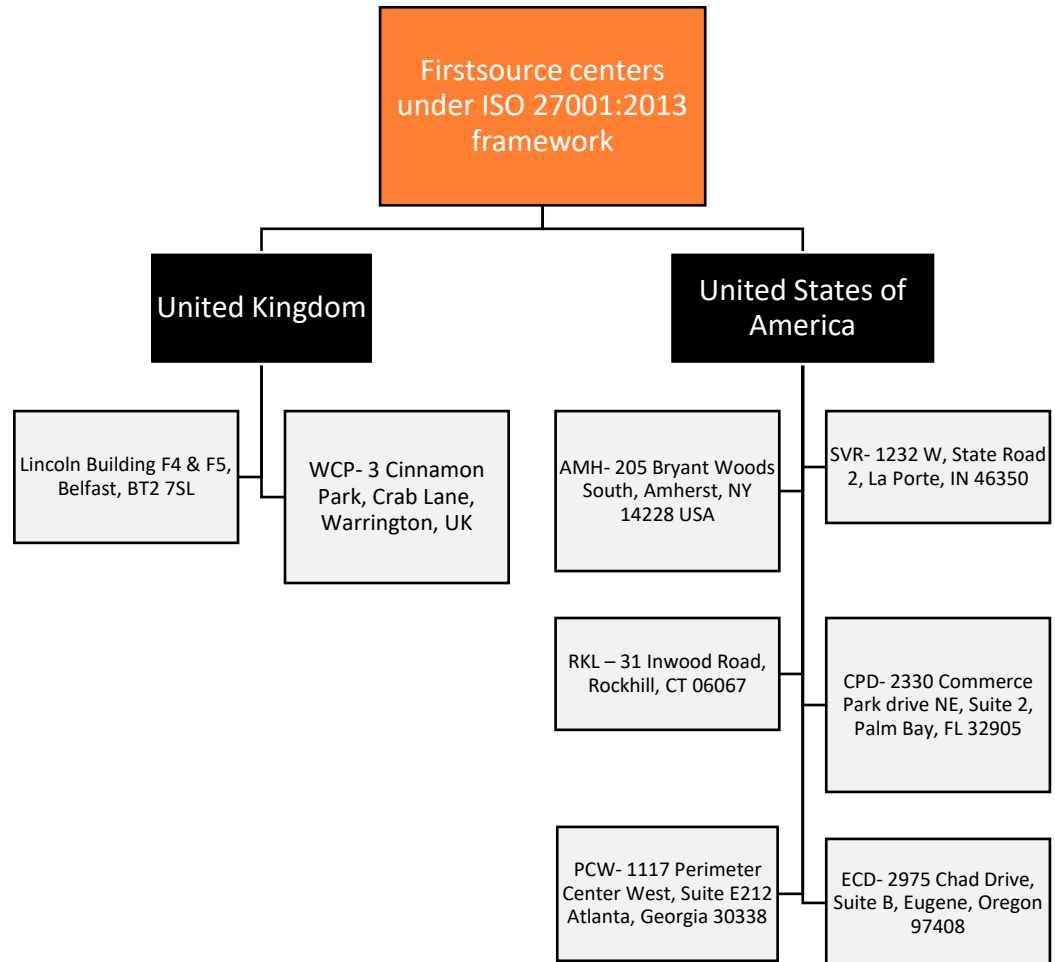 Firstsource centers
under ISO 27001:2013
framework
United Kingdom
United States of
America
Lincoln Building F4 & F5,
Belfast, BT2 7SL
WCP- 3 Cinnamon
Park, Crab Lane,
Warrington, UK
AMH- 205 Bryant Woods
South, Amherst, NY
14228 USA
SVR- 1232 W, State Road
2, La Porte, IN 46350
RKL – 31 Inwood Road,
Rockhill, CT 06067
CPD- 2330 Commerce
Park drive NE, Suite 2,
Palm Bay, FL 32905
PCW- 1117 Perimeter
Center West, Suite E212
Atlanta, Georgia 30338
ECD- 2975 Chad Drive,
Suite B, Eugene, Oregon
97408